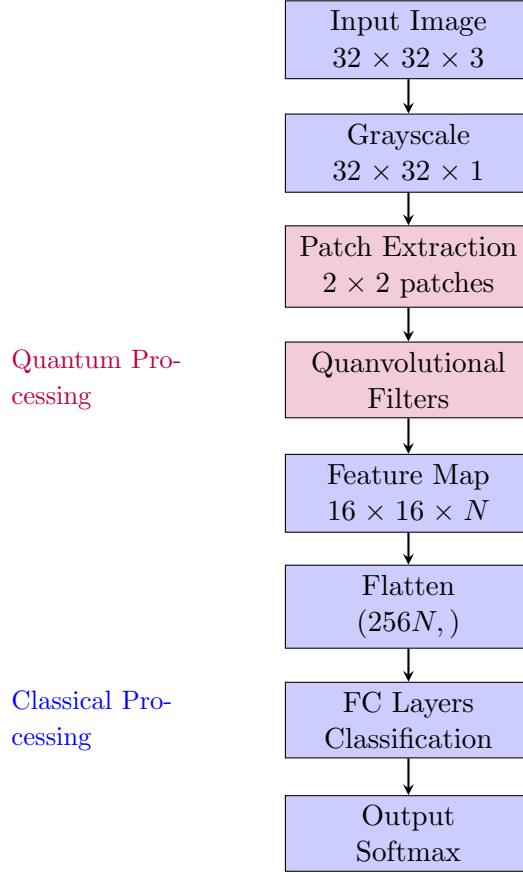 Input Image
32 × 32 × 3
Grayscale
32 × 32 × 1
Patch Extraction
2 × 2 patches
Quantum Pro-
cessing
Quanvolutional
Filters
Feature Map
16 × 16 × N
Flatten
(256N, )
Classical Pro-
cessing
FC Layers
Classification
Output
Softmax